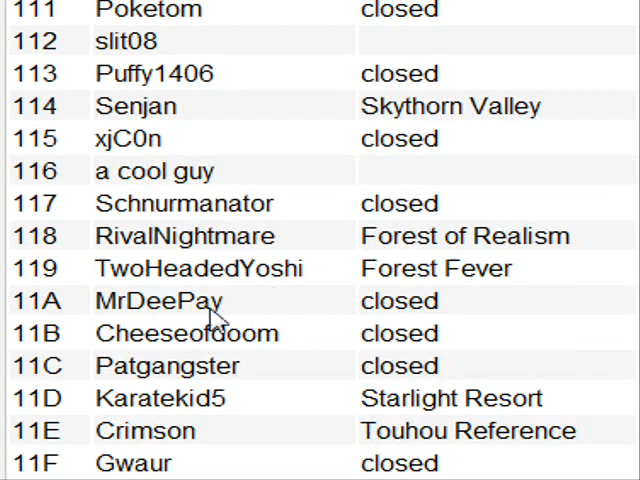 111 Poketom closed
112 slit08
113 Puffy1406 closed
114 Senjan Skythorn Valley
115 xjC0n closed
116 a cool guy
117 Schnurmanator closed
118 RivalNightmare Forest of Realism
119 TwoHeadedYoshi Forest Fever
11A MrDeePay closed
11B Cheeseofdoom closed
11C Patgangster closed
11D Karatekid5 Starlight Resort
11E Crimson Touhou Reference
11F Gwaur closed